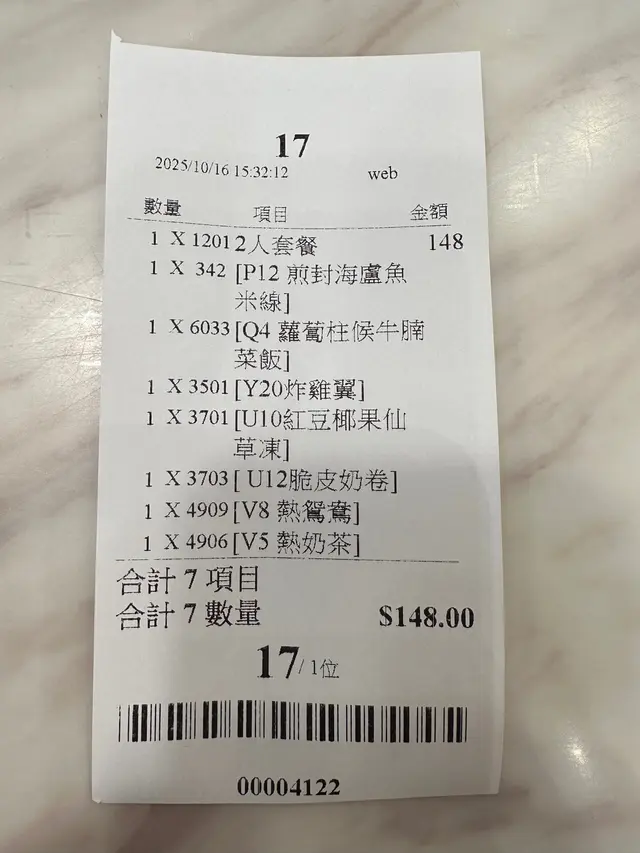 17
2025/10/16 15:32:12 web
數量 項目 金額
1 X 1201 2人套餐 148
1 X 342 [P12 煎封海鱸魚
米線]
1 X 6033 [Q4 蘿蔔柱候牛腩
菜飯]
1 X 3501 [Y20炸雞翼]
1 X 3701 [U10紅豆椰果仙
草凍]
1 X 3703 [ U12脆皮奶卷]
1 X 4909 [V8 熱鴛鴦]
1 X 4906 [V5 熱奶茶]
合計 7 項目
合計 7 數量 $148.00
17/ 1位
00004122